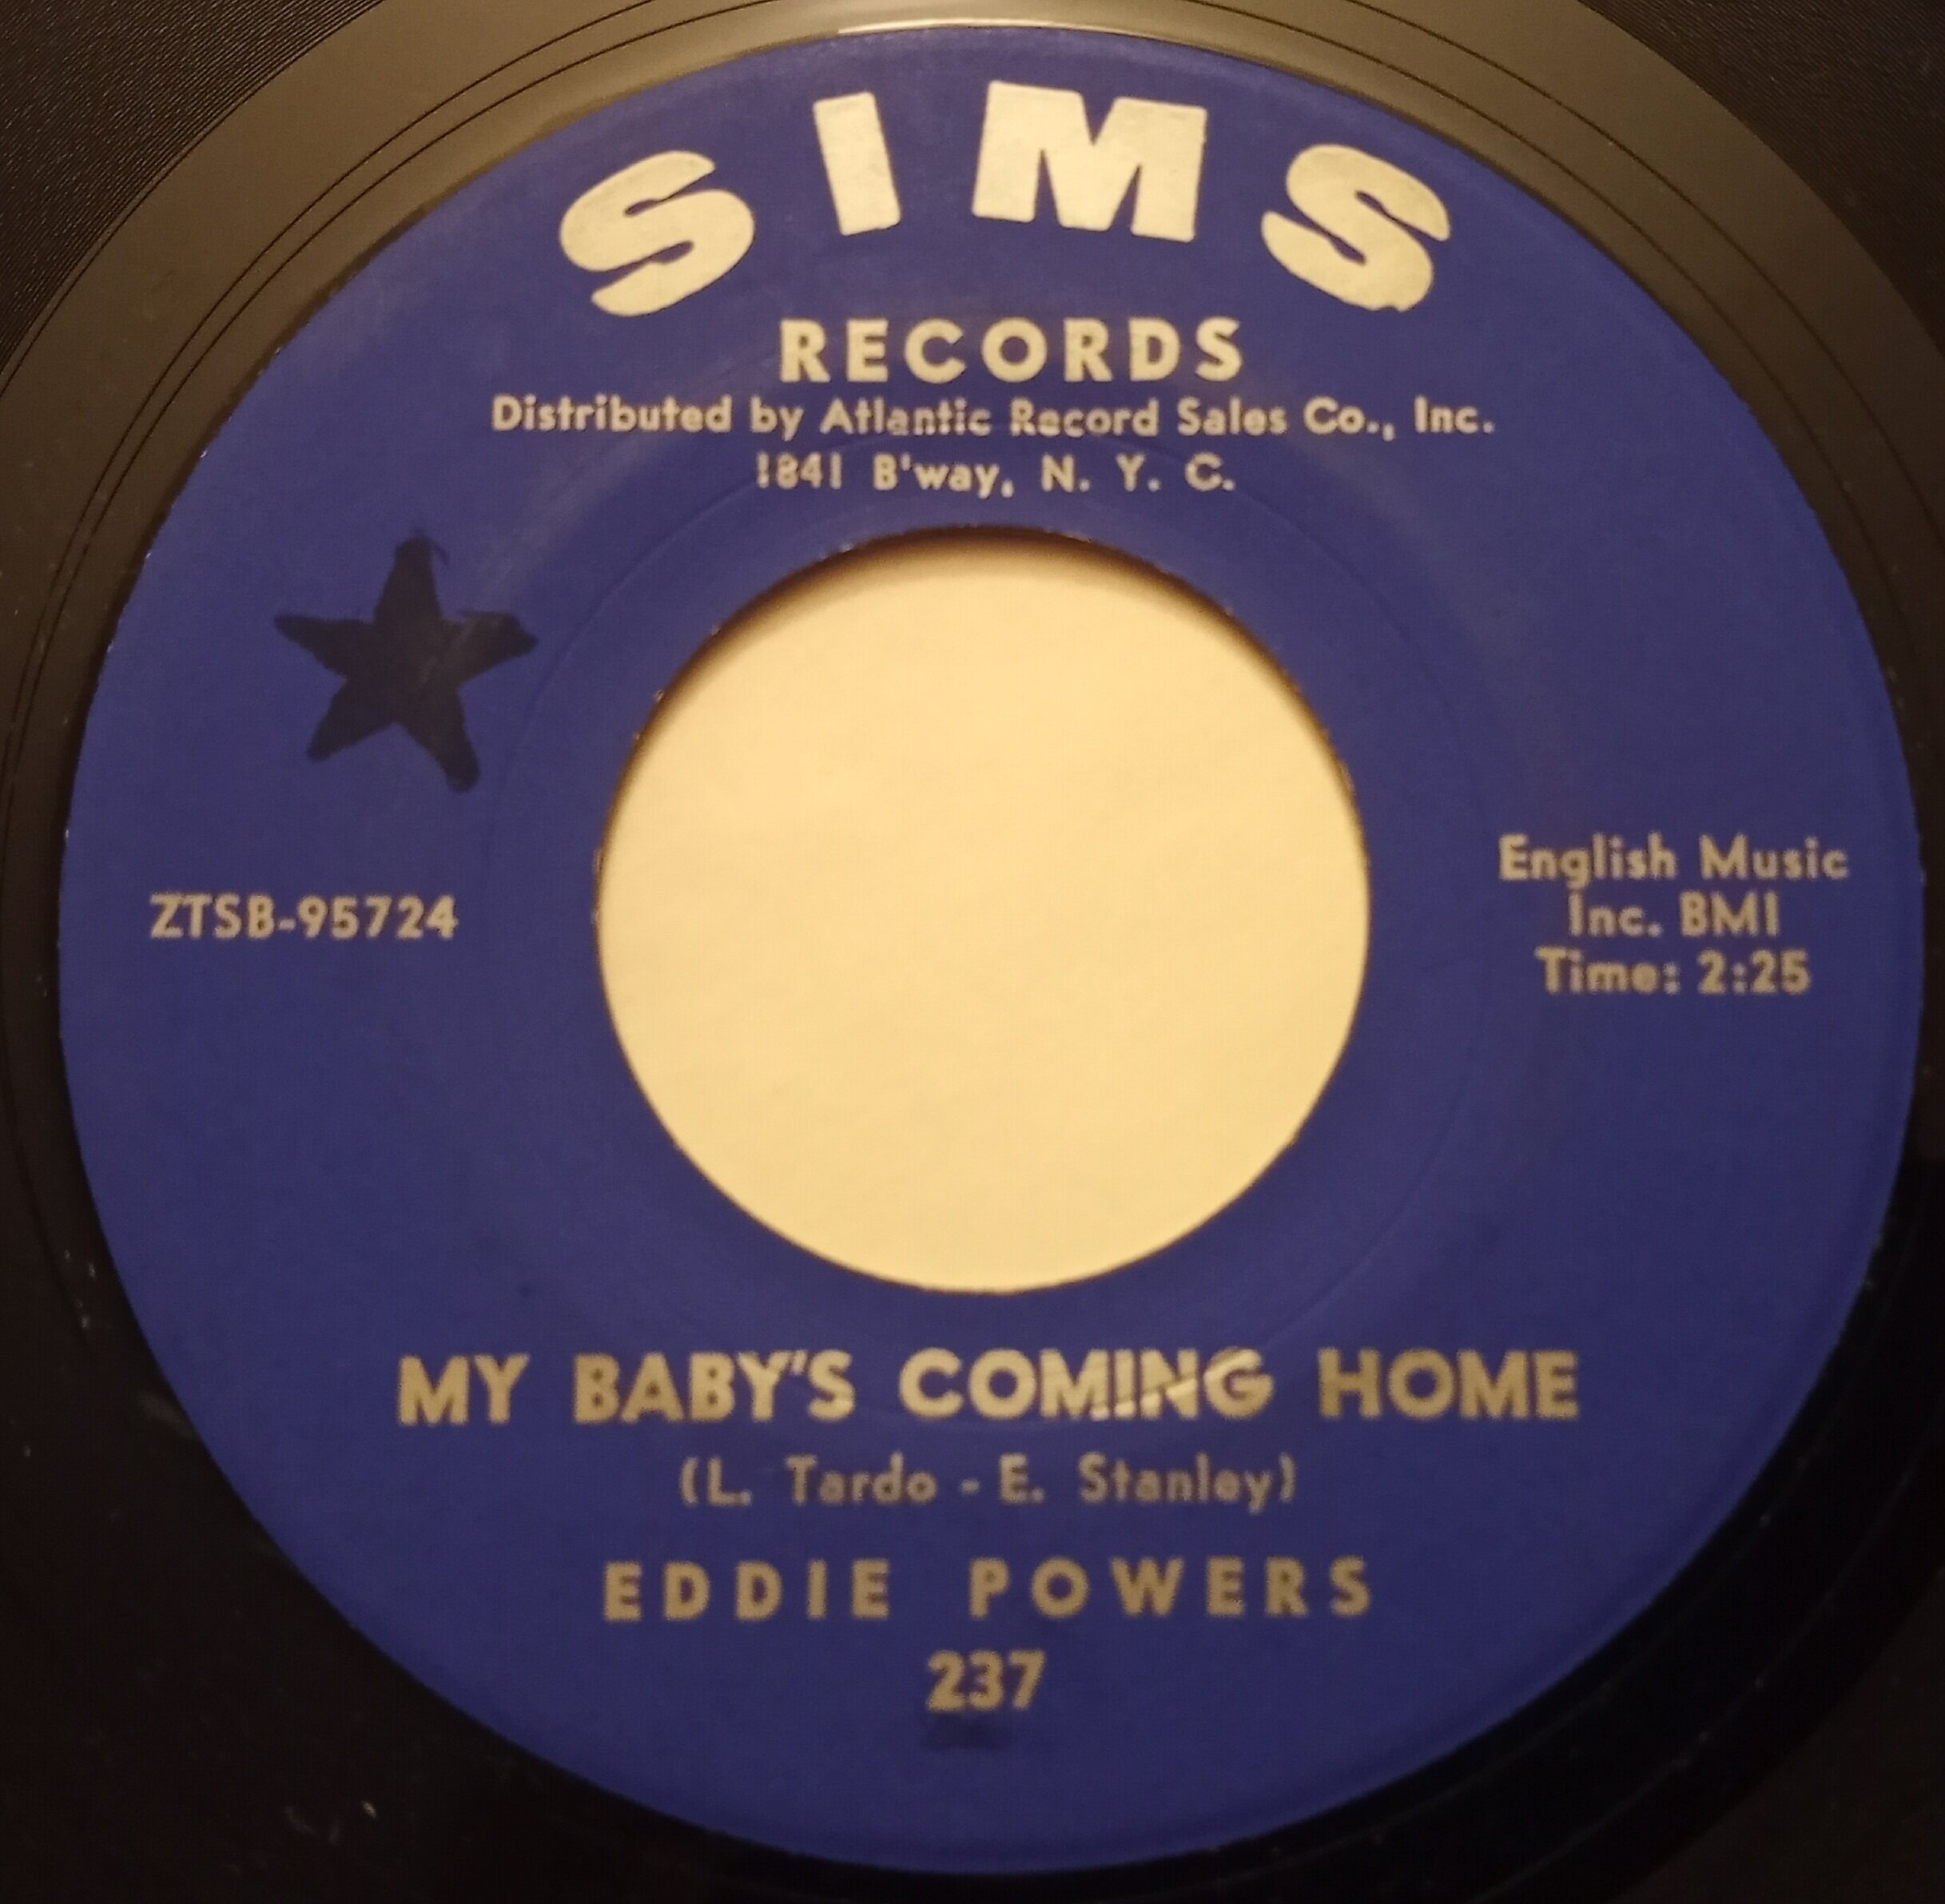 SIMS
RECORDS
Distributed by Atlantic Record Sales Co., Inc.
1841 B'way, N. Y. C.
ZTSB-95724
English Music
Inc. BMI
Time: 2:25
MY BABY'S COMING HOME
(L. Tardo - E. Stanley)
EDDIE POWERS
237